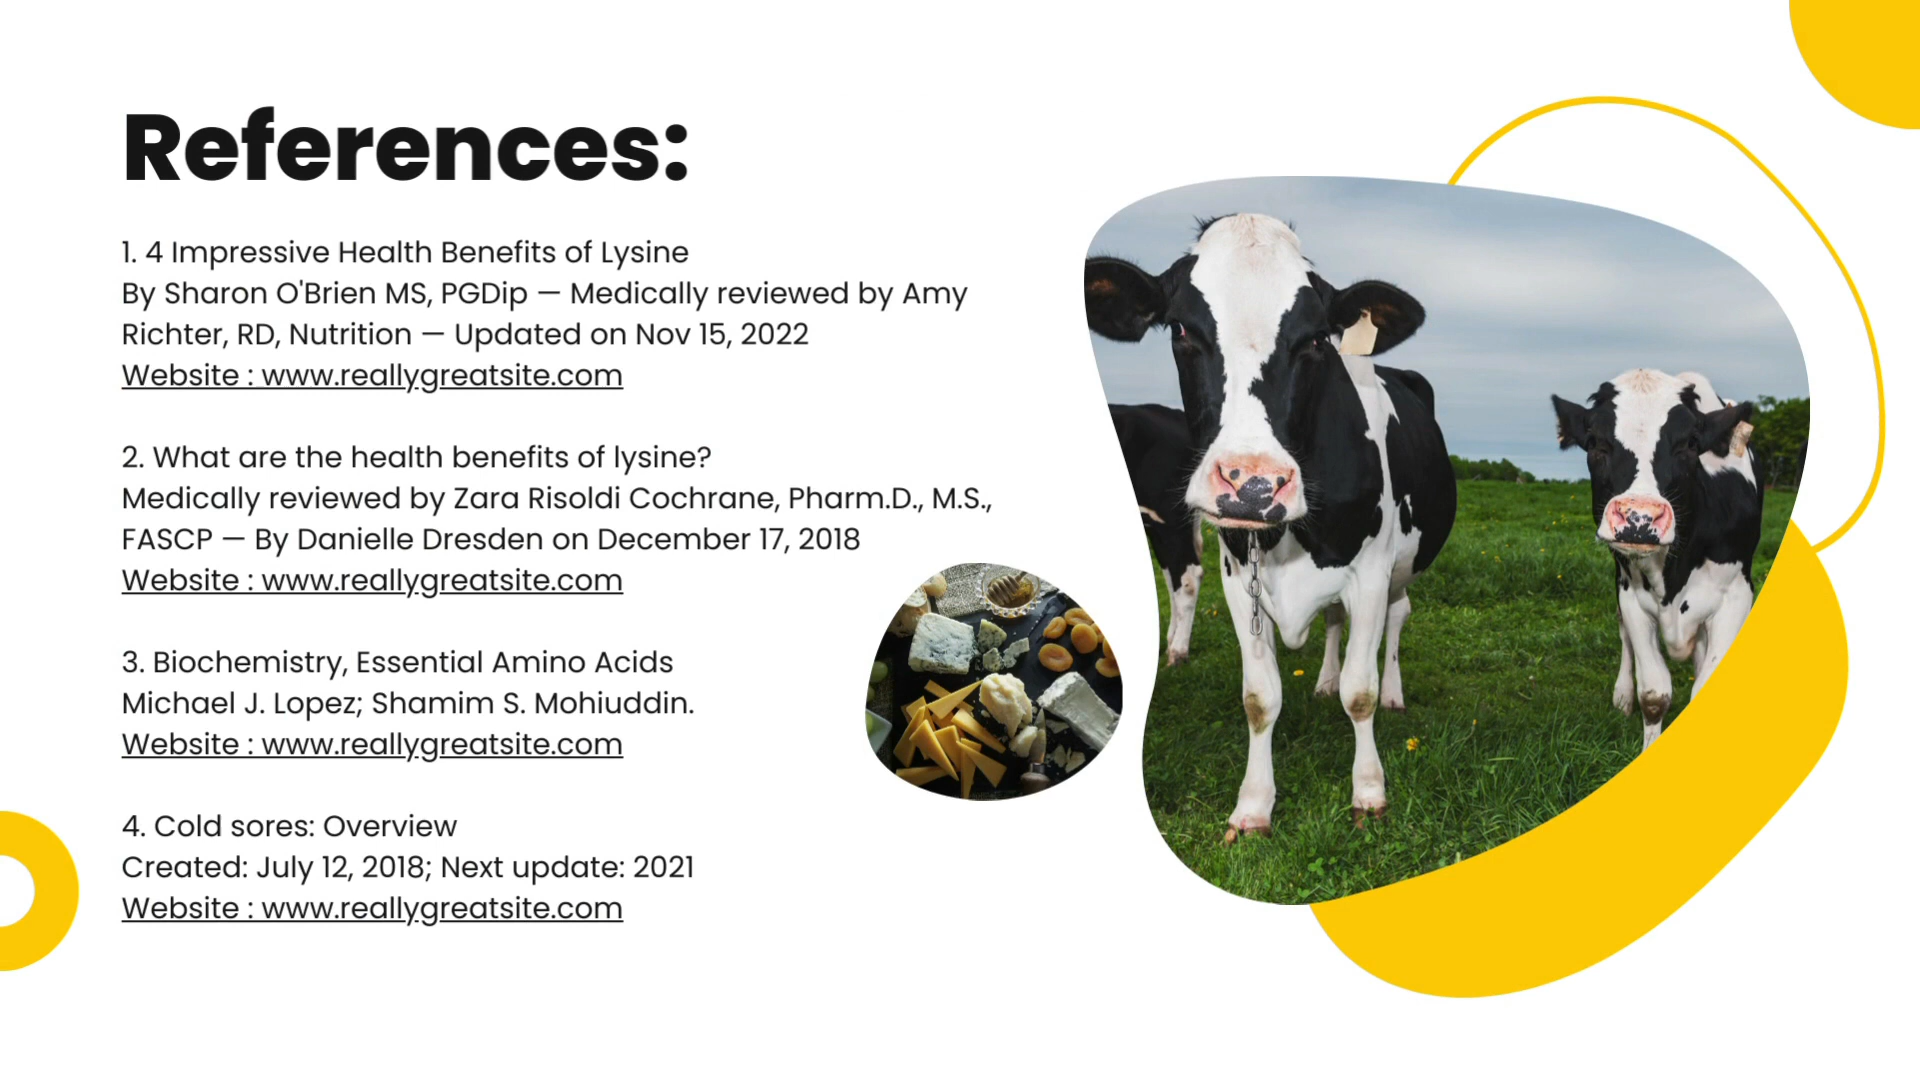 References:
1. 4 Impressive Health Benefits of Lysine
By Sharon O'Brien MS, PGDip — Medically reviewed by Amy
Richter, RD, Nutrition — Updated on Nov 15, 2022
Website : www.reallygreatsite.com
2. What are the health benefits of lysine?
Medically reviewed by Zara Risoldi Cochrane, Pharm.D., M.S.,
FASCP — By Danielle Dresden on December 17, 2018
Website : www.reallygreatsite.com
3. Biochemistry, Essential Amino Acids
Michael J. Lopez; Shamim S. Mohiuddin.
Website : www.reallygreatsite.com
4. Cold sores: Overview
Created: July 12, 2018; Next update: 2021
Website : www.reallygreatsite.com